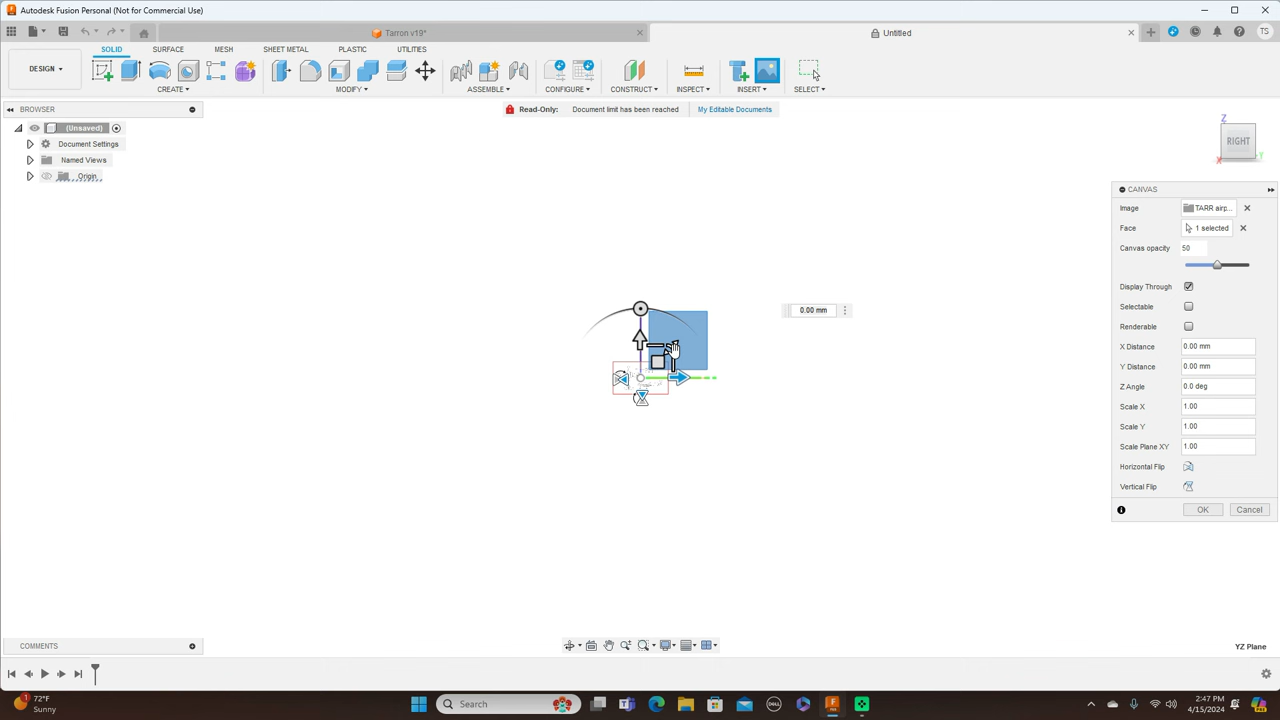 Autodesk Fusion Personal (Not for Commercial Use)
Tarron v19*
Untitled
TS
DESIGN
SOLID
SURFACE
MESH
SHEET METAL
PLASTIC
UTILITIES
CREATE
MODIFY
ASSEMBLE
CONFIGURE
CONSTRUCT
INSPECT
INSERT
SELECT
BROWSER
Read-Only: Document limit has been reached My Editable Documents
(Unsaved)
Document Settings
Named Views
Origin
Z
RIGHT
X
Y
CANVAS
Image TARR airp...
Face 1 selected
Canvas opacity 50
Display Through
Selectable
Renderable
X Distance 0.00 mm
Y Distance 0.00 mm
Z Angle 0.0 deg
Scale X 1.00
Scale Y 1.00
Scale Plane XY 1.00
Horizontal Flip
Vertical Flip
OK Cancel
0.00 mm
COMMENTS
YZ Plane
72°F
Sunny
Search
DELL
2:47 PM
4/15/2024